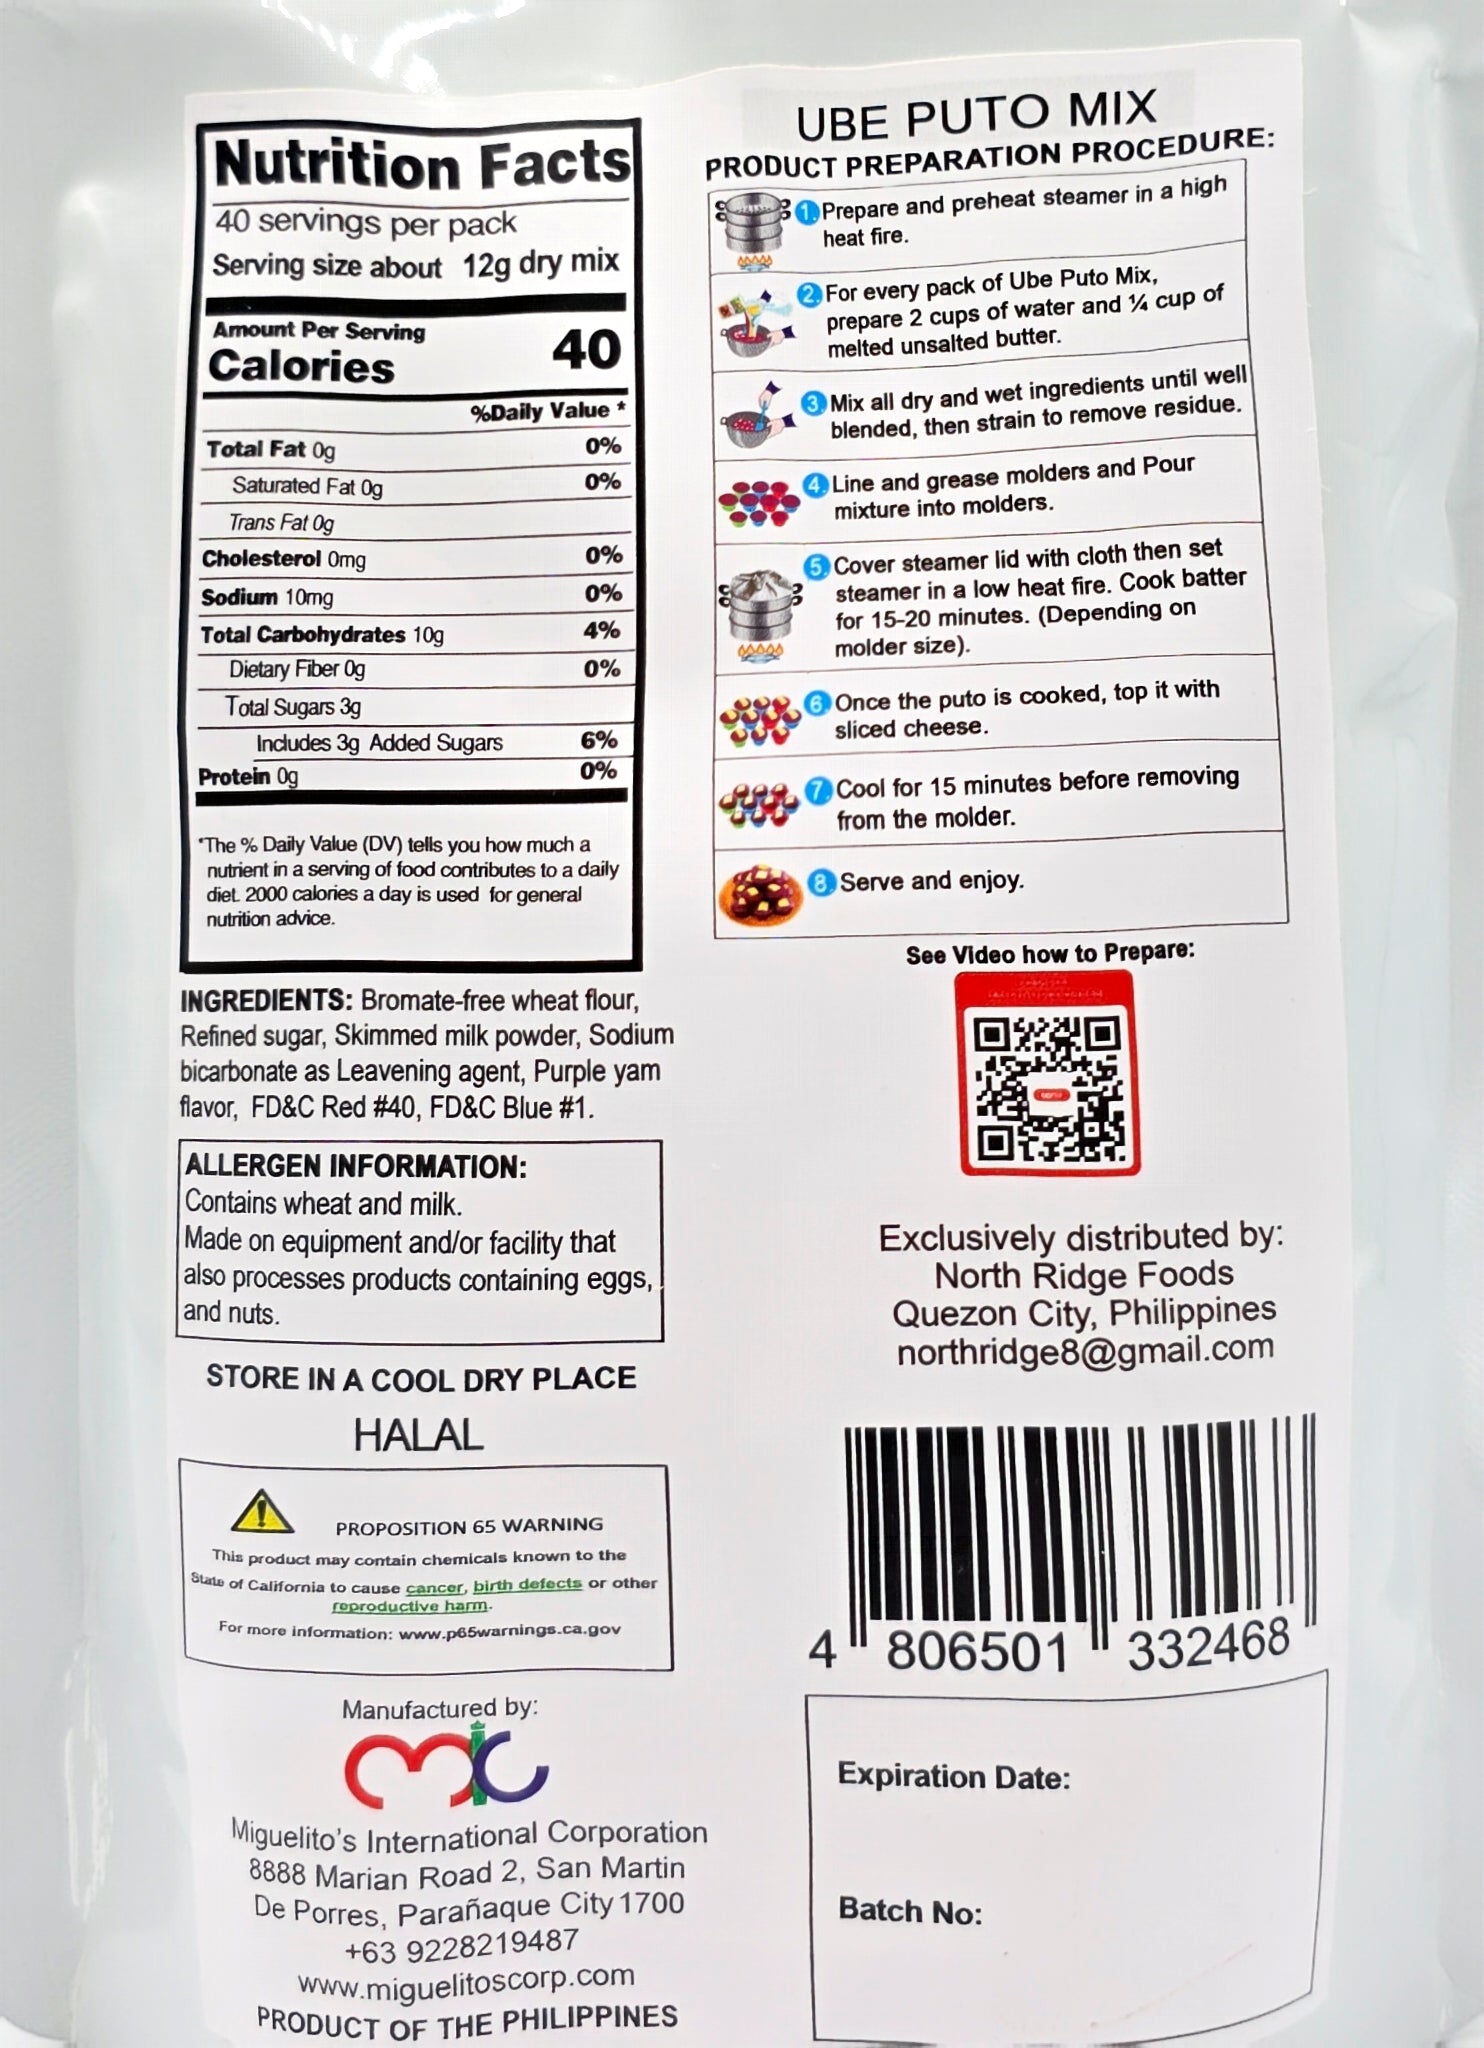 Nutrition Facts
40 servings per pack
Serving size about 12g dry mix
Amount Per Serving
Calories 40
%Daily Value *
Total Fat 0g 0%
Saturated Fat 0g 0%
Trans Fat 0g
Cholesterol 0mg 0%
Sodium 10mg 0%
Total Carbohydrates 10g 4%
Dietary Fiber 0g 0%
Total Sugars 3g
Includes 3g Added Sugars 6%
Protein 0g 0%
*The % Daily Value (DV) tells you how much a
nutrient in a serving of food contributes to a daily
diet. 2000 calories a day is used for general
nutrition advice.
INGREDIENTS: Bromate-free wheat flour,
Refined sugar, Skimmed milk powder, Sodium
bicarbonate as Leavening agent, Purple yam
flavor, FD&C Red #40, FD&C Blue #1.
ALLERGEN INFORMATION:
Contains wheat and milk.
Made on equipment and/or facility that
also processes products containing eggs,
and nuts.
STORE IN A COOL DRY PLACE
HALAL
PROPOSITION 65 WARNING
This product may contain chemicals known to the
State of California to cause cancer, birth defects or other
reproductive harm.
For more information: www.p65warnings.ca.gov
Manufactured by:
mic
Miguelito's International Corporation
8888 Marian Road 2, San Martin
De Porres, Parañaque City 1700
+63 9228219487
www.miguelitoscorp.com
PRODUCT OF THE PHILIPPINES
UBE PUTO MIX
PRODUCT PREPARATION PROCEDURE:
1. Prepare and preheat steamer in a high
heat fire.
2. For every pack of Ube Puto Mix,
prepare 2 cups of water and ¼ cup of
melted unsalted butter.
3. Mix all dry and wet ingredients until well
blended, then strain to remove residue.
4. Line and grease molders and Pour
mixture into molders.
5. Cover steamer lid with cloth then set
steamer in a low heat fire. Cook batter
for 15-20 minutes. (Depending on
molder size).
6. Once the puto is cooked, top it with
sliced cheese.
7. Cool for 15 minutes before removing
from the molder.
8. Serve and enjoy.
See Video how to Prepare:
Exclusively distributed by:
North Ridge Foods
Quezon City, Philippines
northridge8@gmail.com
4 806501 332468
Expiration Date:
Batch No: